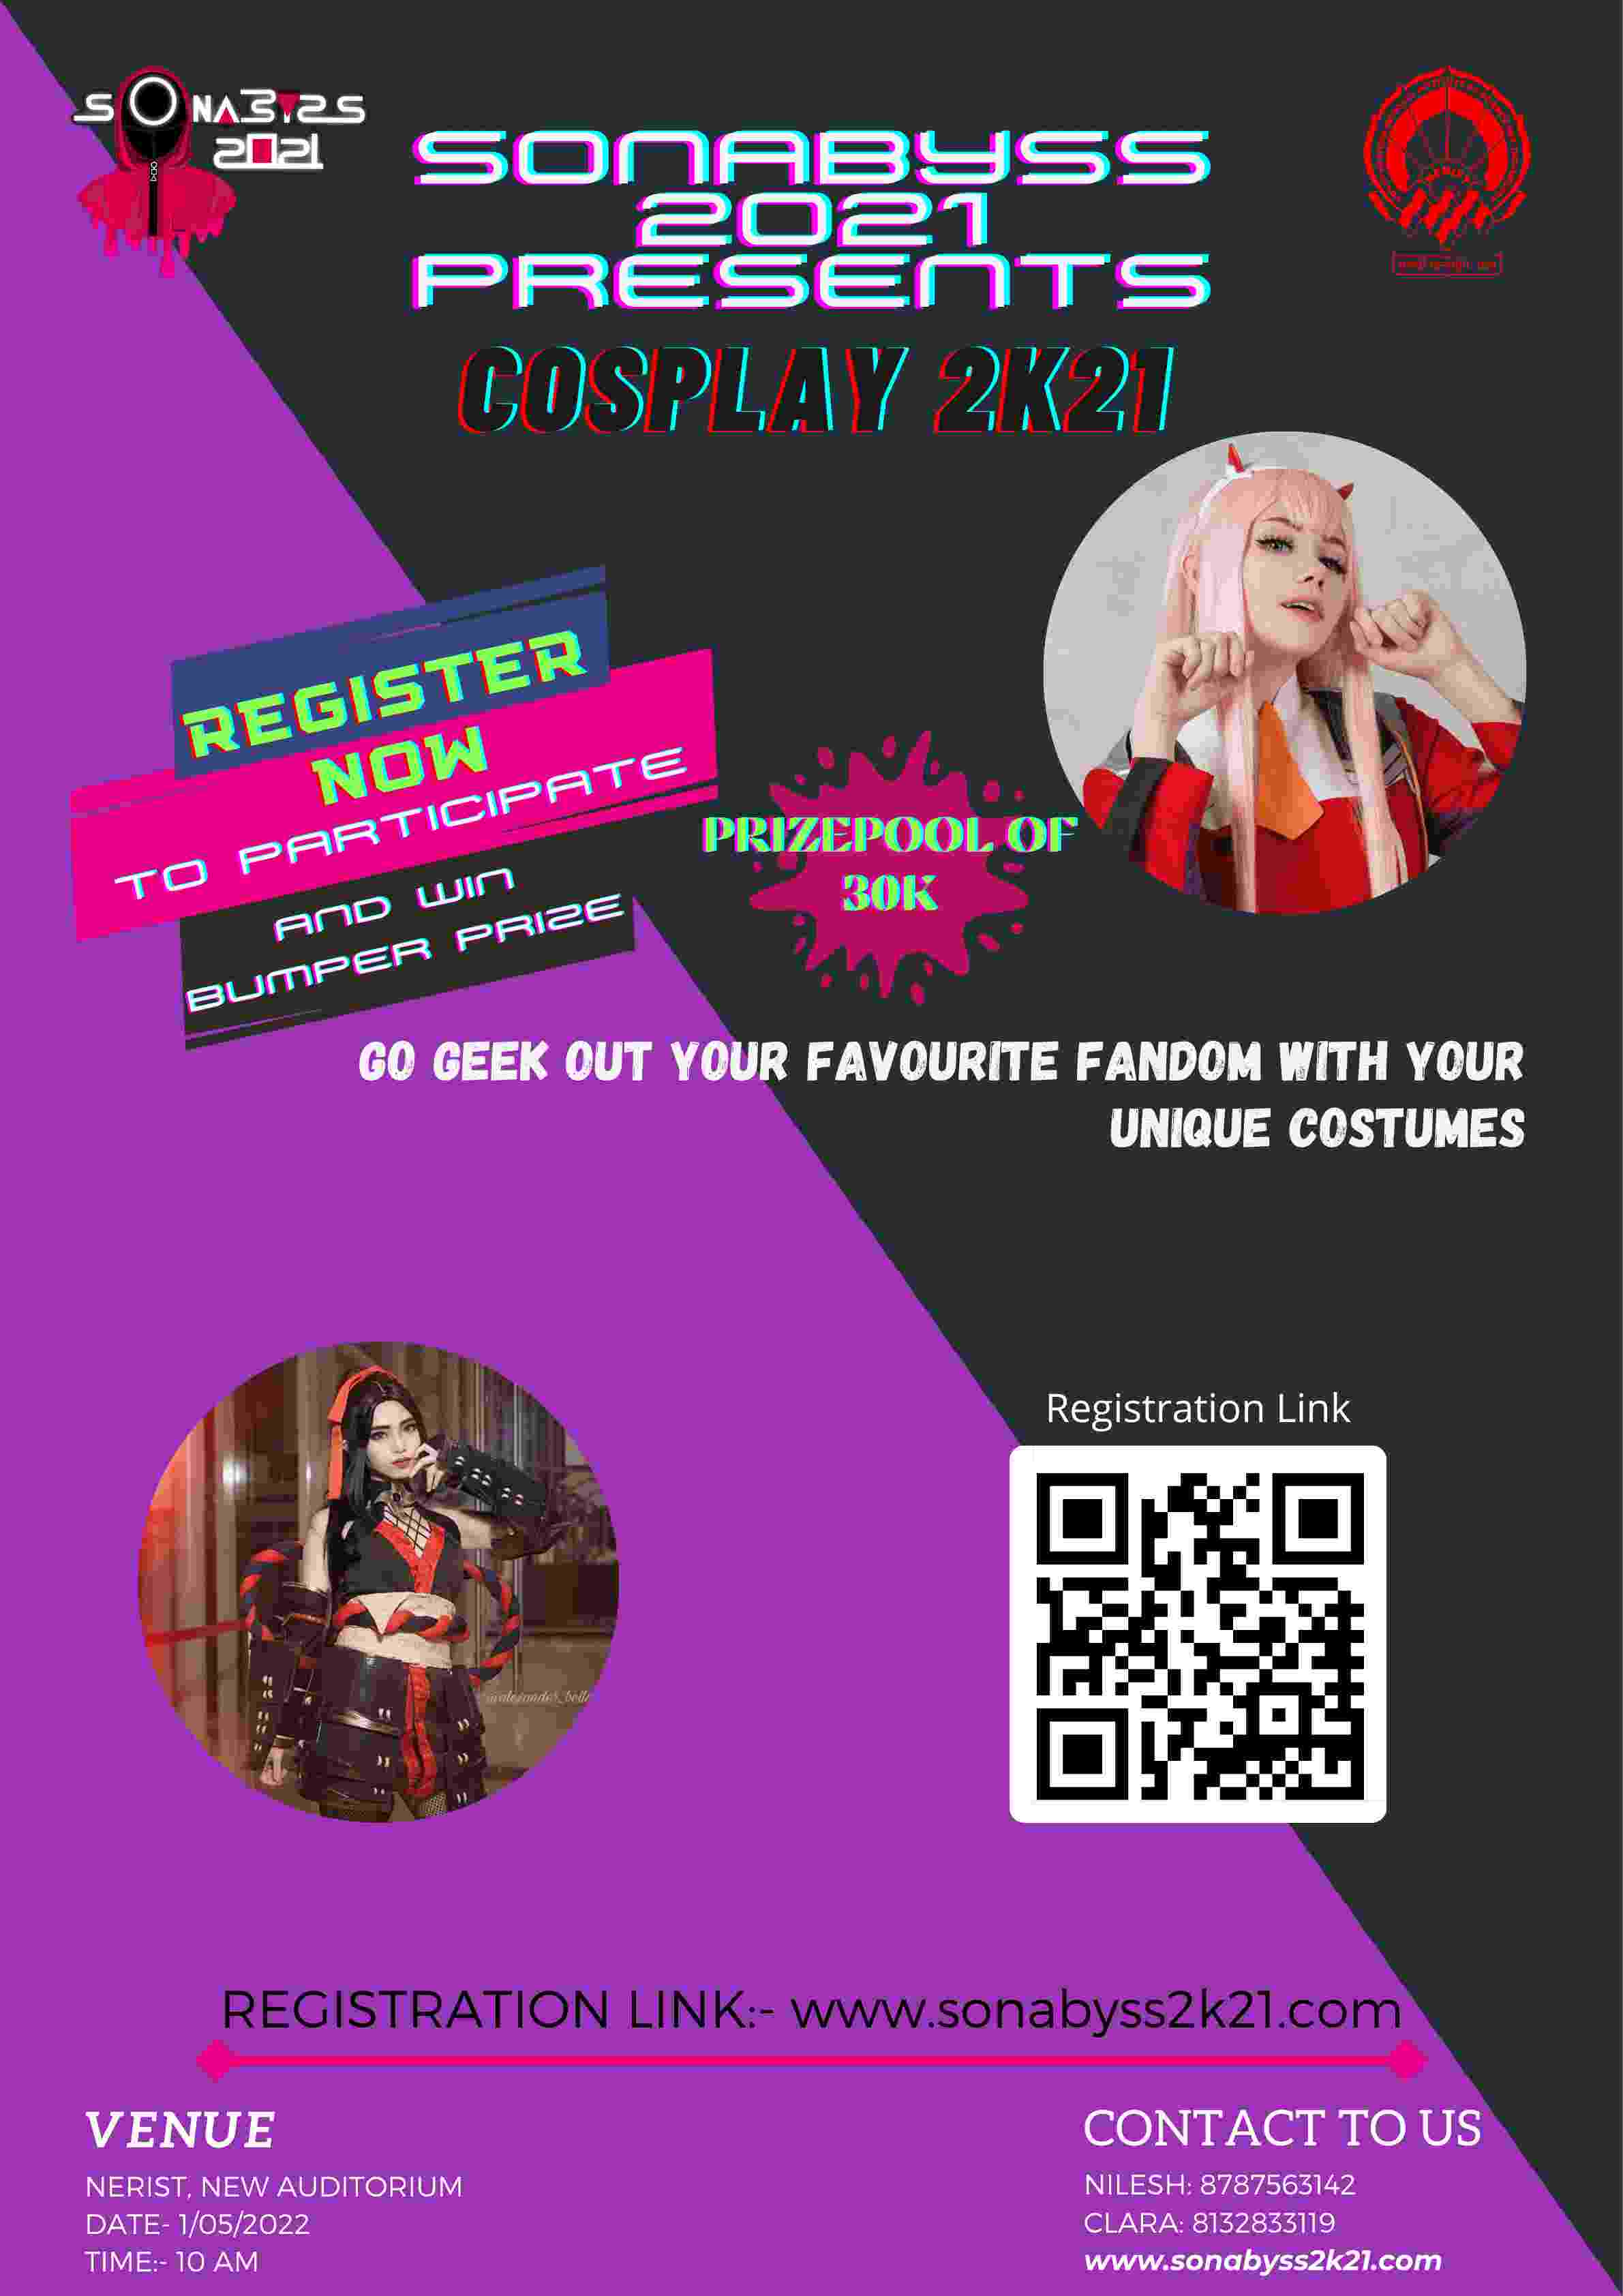 SONABYSS
2021
SONABYSS
2021
PRESENTS
COSPLAY 2K21
REGISTER
NOW
TO PARTICIPATE
AND WIN
BUMPER PRIZE
PRIZEPOOL OF
30K
GO GEEK OUT YOUR FAVOURITE FANDOM WITH YOUR
UNIQUE COSTUMES
Registration Link
REGISTRATION LINK:- www.sonabyss2k21.com
VENUE
NERIST, NEW AUDITORIUM
DATE- 1/05/2022
TIME:- 10 AM
CONTACT TO US
NILESH: 8787563142
CLARA: 8132833119
www.sonabyss2k21.com